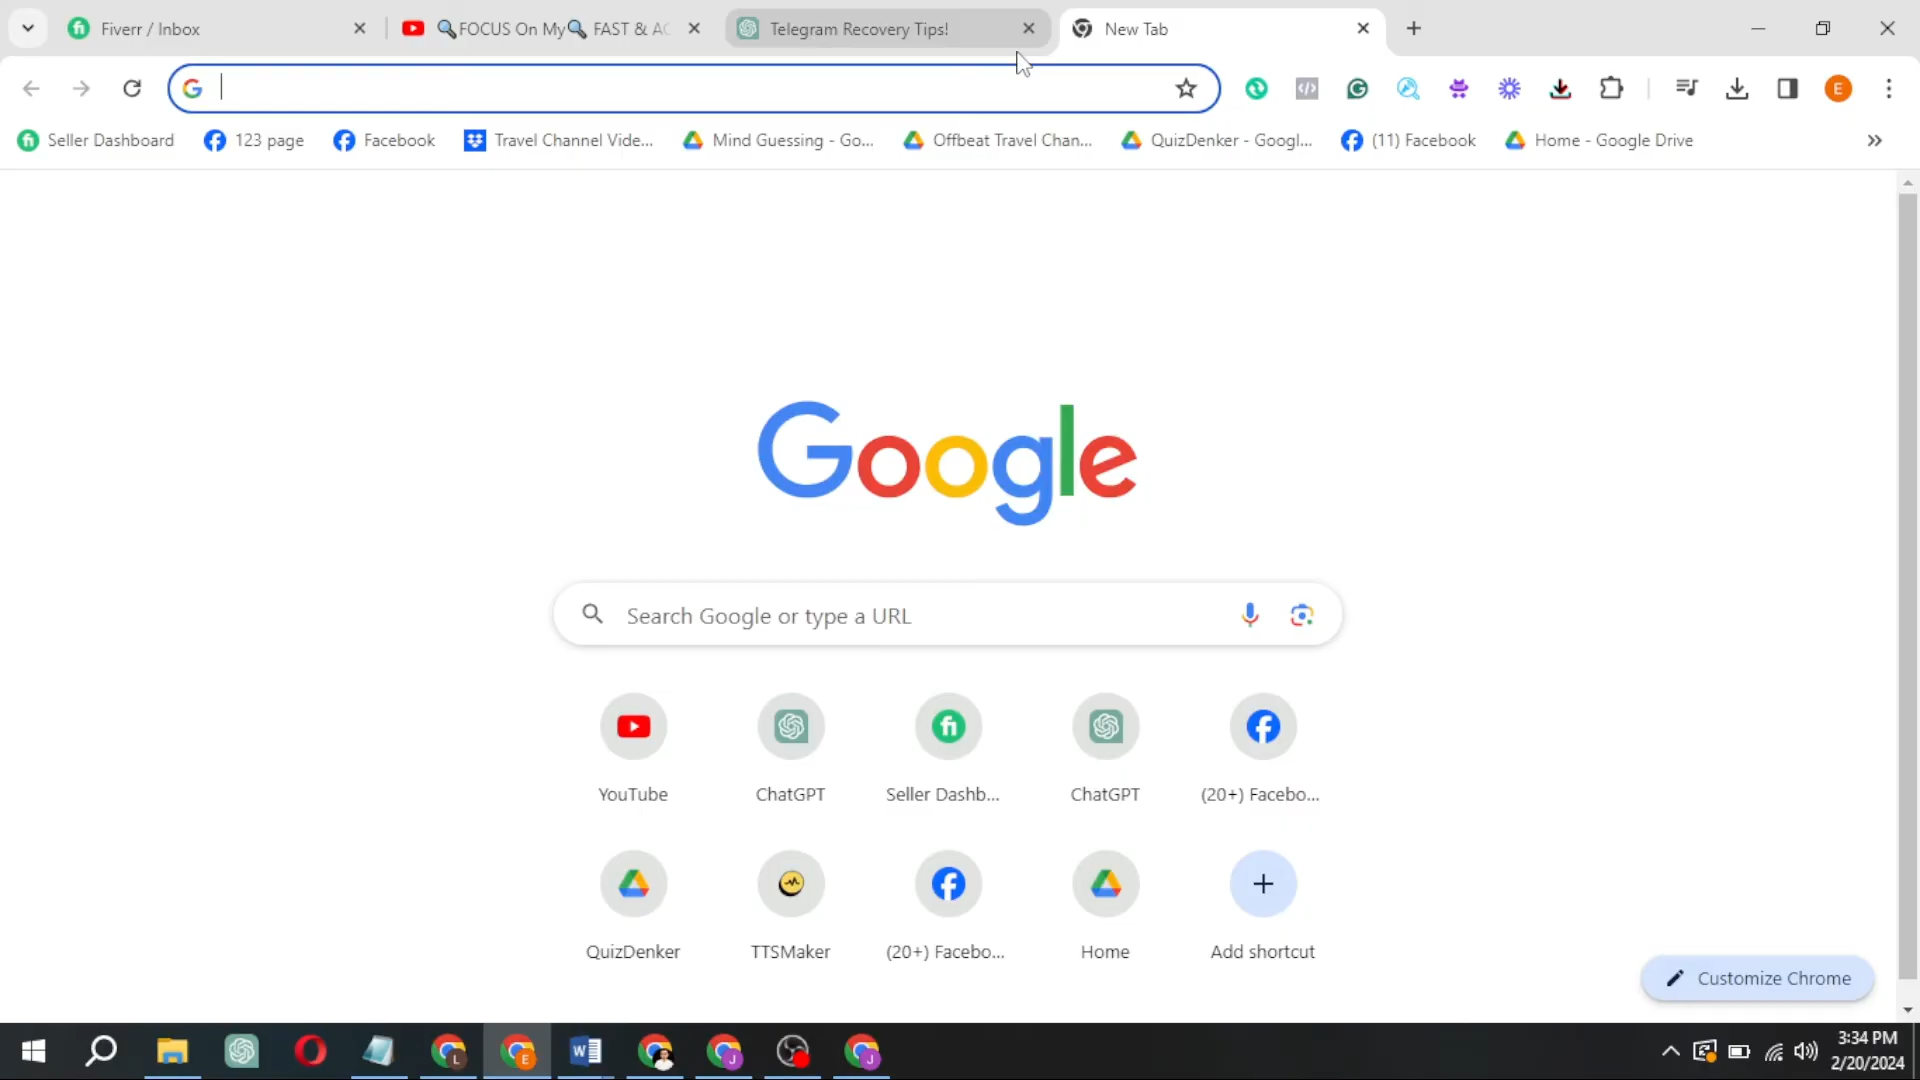 Fiverr / Inbox
🔍FOCUS On My🔍 FAST & AC
Telegram Recovery Tips!
New Tab
Seller Dashboard
123 page
Facebook
Travel Channel Vide...
Mind Guessing - Go...
Offbeat Travel Chan...
QuizDenker - Googl...
(11) Facebook
Home - Google Drive
E
Google
Search Google or type a URL
YouTube
ChatGPT
Seller Dashb...
ChatGPT
(20+) Facebo...
QuizDenker
TTSMaker
(20+) Facebo...
Home
Add shortcut
Customize Chrome
L
E
J
J
3:34 PM
2/20/2024